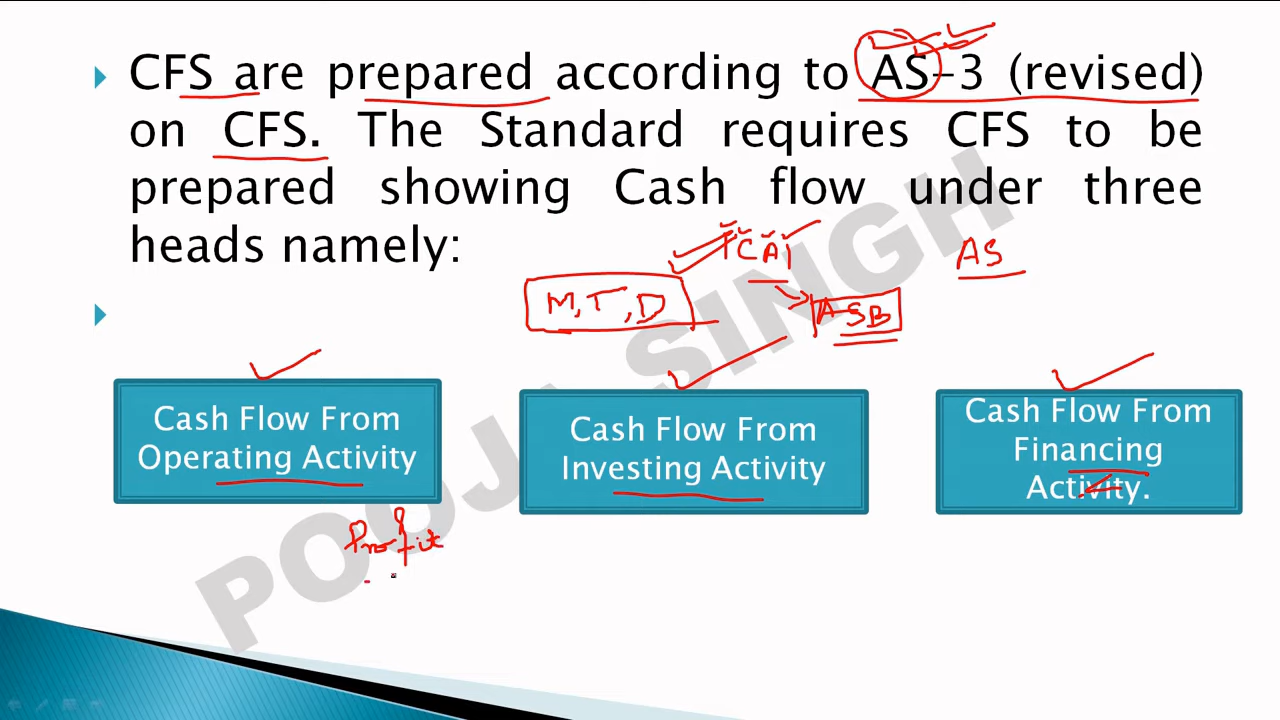 CFS are prepared according to AS-3 (revised)
on CFS. The Standard requires CFS to be
prepared showing Cash flow under three
heads namely:
ICAI
AS
M, T, D
ASB
Cash Flow From
Operating Activity
Cash Flow From
Investing Activity
Cash Flow From
Financing
Activity.
Profit
POOJA SINGH